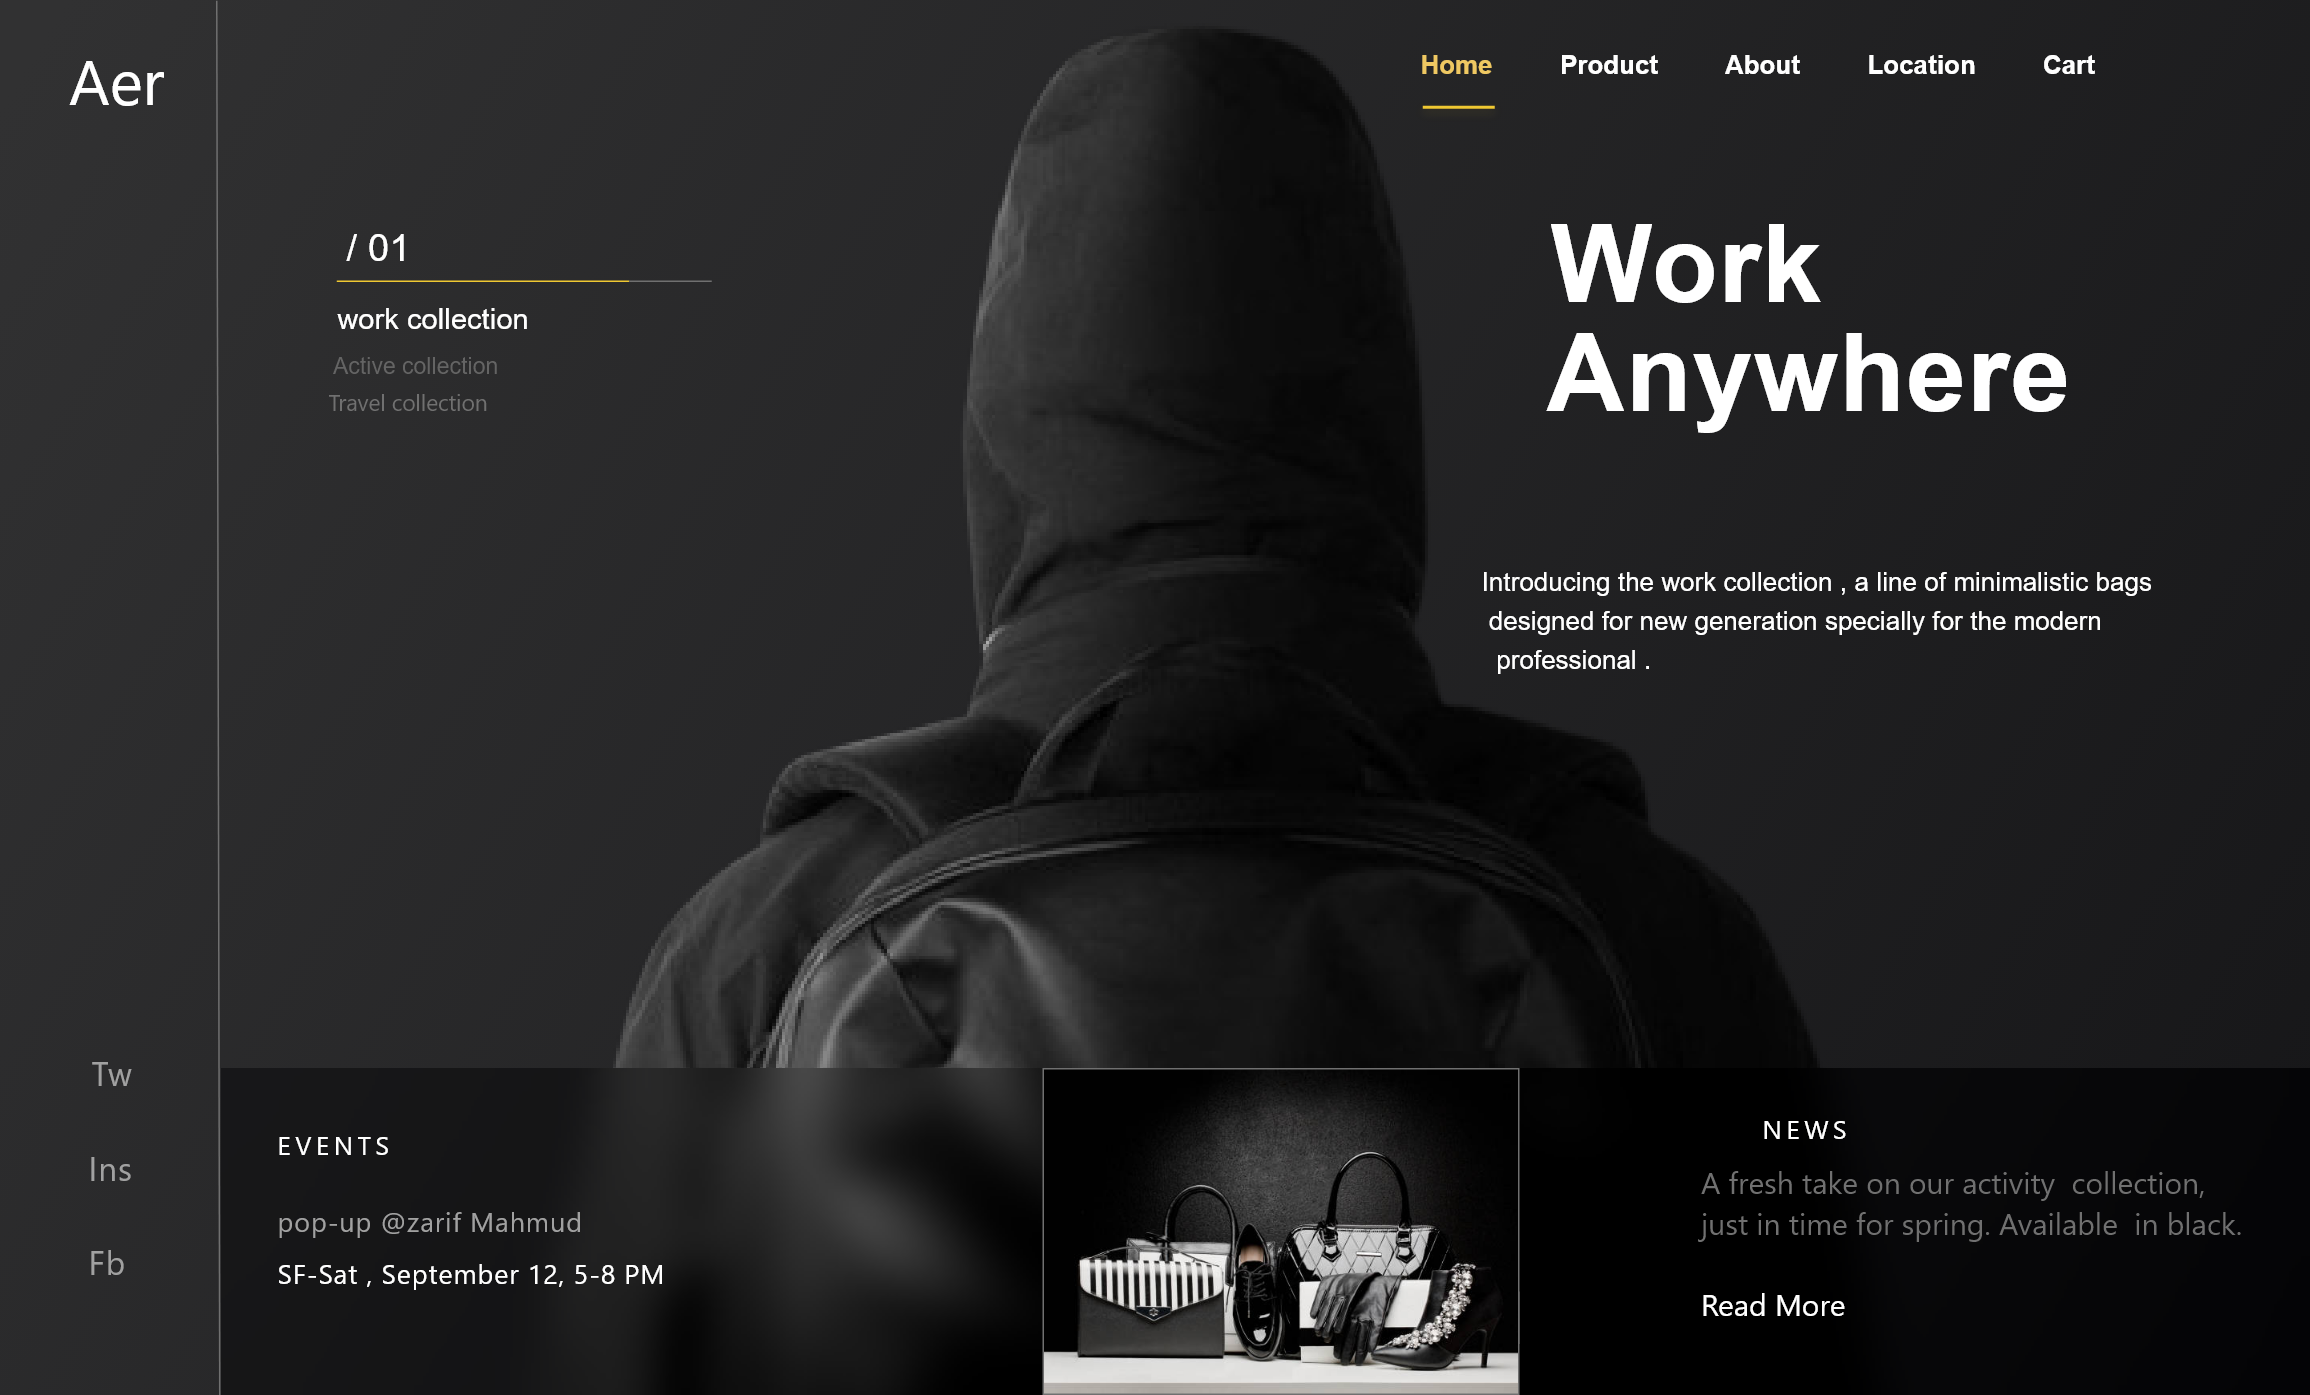 Aer
Home Product About Location Cart
/ 01
work collection
Active collection
Travel collection
Work
Anywhere
Introducing the work collection , a line of minimalistic bags
designed for new generation specially for the modern
professional .
Tw
Ins
Fb
EVENTS
pop-up @zarif Mahmud
SF-Sat , September 12, 5-8 PM
NEWS
A fresh take on our activity collection,
just in time for spring. Available in black.
Read More